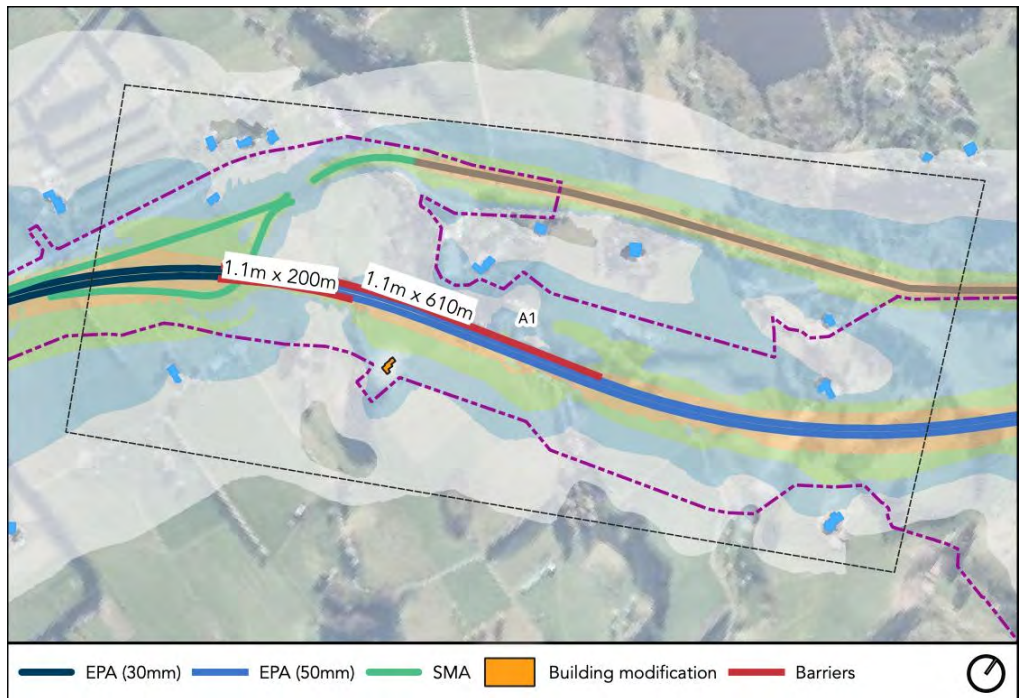 1.1m x 200m
1.1m x 610m
A1
EPA (30mm) EPA (50mm) SMA Building modification Barriers